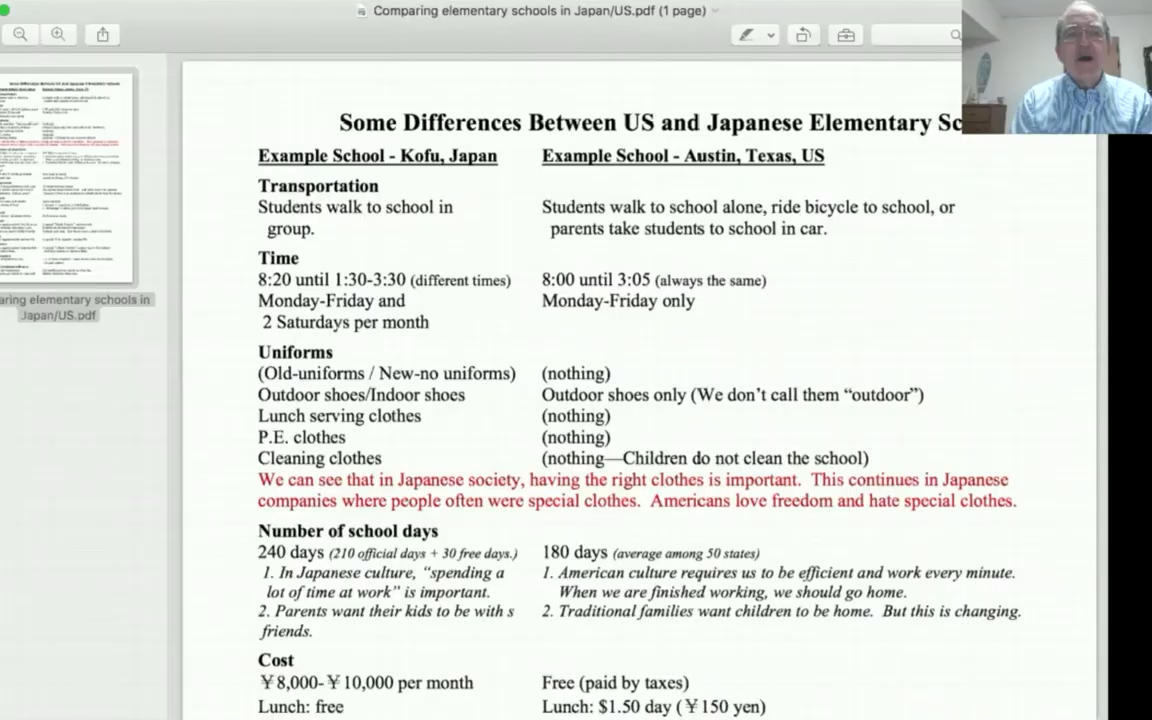 Comparing elementary schools in Japan/US.pdf (1 page)
aring elementary schools in
Japan/US.pdf
Some Differences Between US and Japanese Elementary Sc
Example School - Kofu, Japan Example School - Austin, Texas, US
Transportation
Students walk to school in Students walk to school alone, ride bicycle to school, or
group. parents take students to school in car.
Time
8:20 until 1:30-3:30 (different times) 8:00 until 3:05 (always the same)
Monday-Friday and Monday-Friday only
2 Saturdays per month
Uniforms
(Old-uniforms / New-no uniforms) (nothing)
Outdoor shoes/Indoor shoes Outdoor shoes only (We don't call them “outdoor”)
Lunch serving clothes (nothing)
P.E. clothes (nothing)
Cleaning clothes (nothing—Children do not clean the school)
We can see that in Japanese society, having the right clothes is important. This continues in Japanese
companies where people often were special clothes. Americans love freedom and hate special clothes.
Number of school days
240 days (210 official days + 30 free days.) 180 days (average among 50 states)
1. In Japanese culture, “spending a 1. American culture requires us to be efficient and work every minute.
lot of time at work” is important. When we are finished working, we should go home.
2. Parents want their kids to be with s 2. Traditional families want children to be home. But this is changing.
friends.
Cost
¥8,000-¥10,000 per month Free (paid by taxes)
Lunch: free Lunch: $1.50 day (¥150 yen)